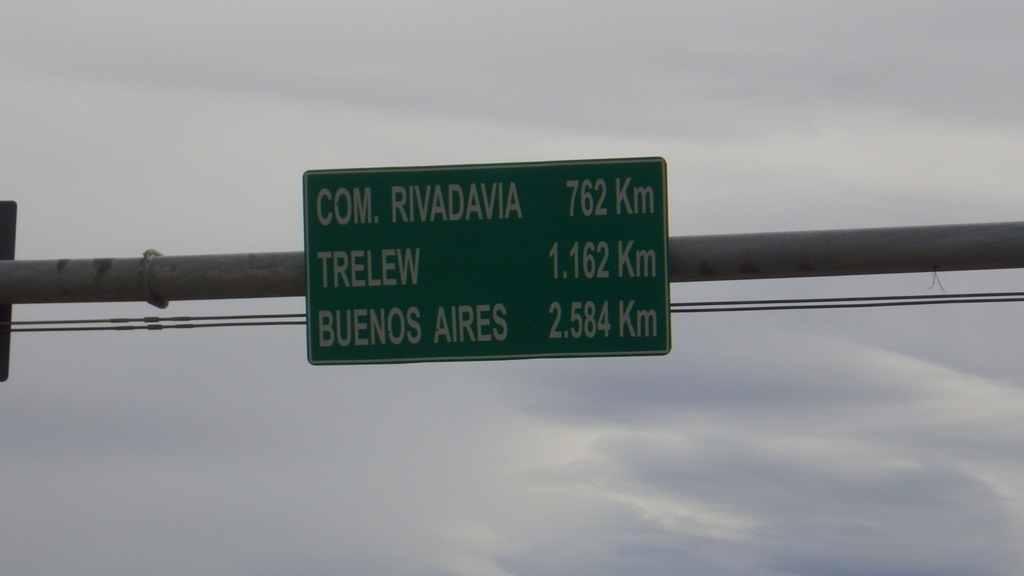 COM. RIVADAVIA 762 Km
TRELEW 1.162 Km
BUENOS AIRES 2.584 Km